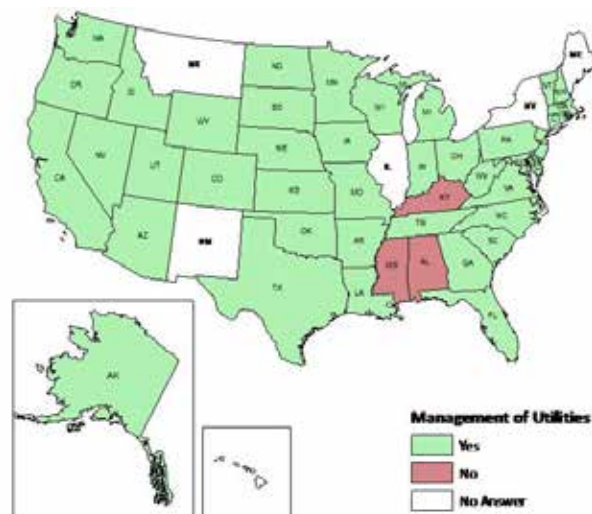 WA
ME
MK
ND
MN
VT
OR
ID
SD
WI
MI
NY
WY
IA
PA
NV
NE
IL
IN
OH
UT
CO
WV
VA
CA
KS
MO
KY
NC
AZ
NM
OK
AR
TN
SC
MS
AL
GA
TX
LA
FL
AK
Management of Utilities
Yes
No
No Answer